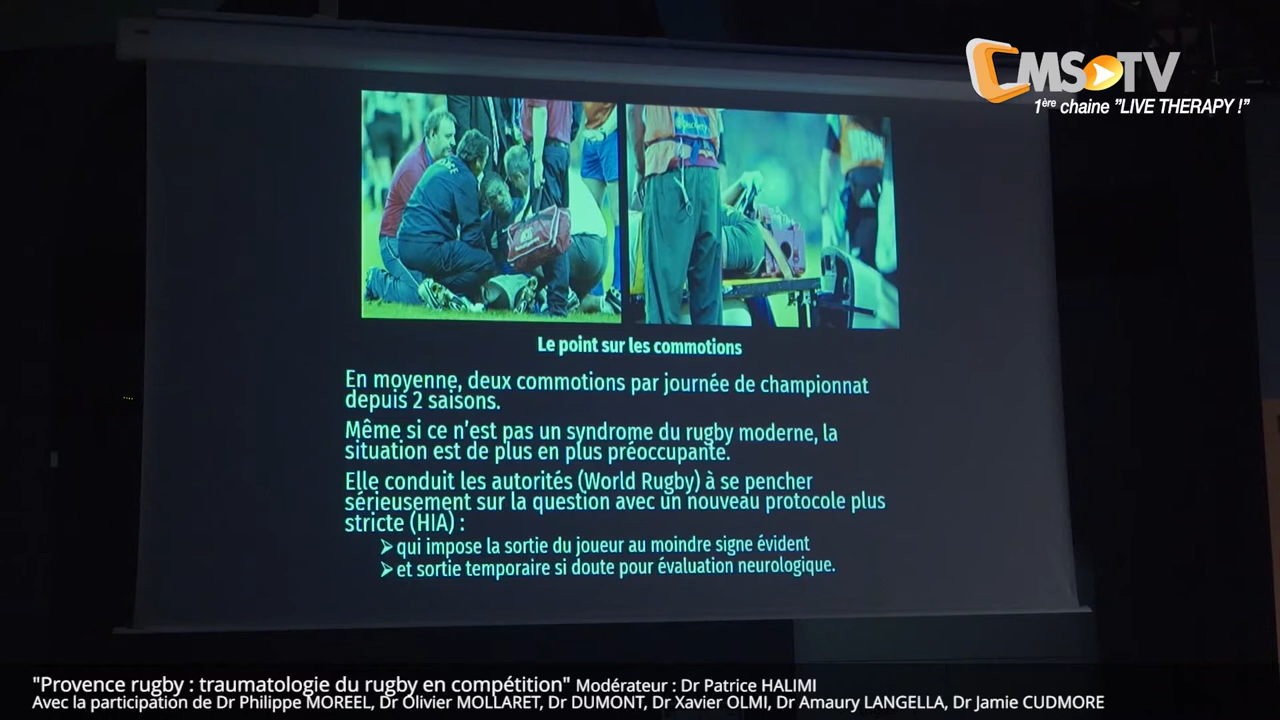 CMS TV
1ère chaine "LIVE THERAPY !"
Le point sur les commotions
En moyenne, deux commotions par journée de championnat
depuis 2 saisons.
Même si ce n'est pas un syndrome du rugby moderne, la
situation est de plus en plus préoccupante.
Elle conduit les autorités (World Rugby) à se pencher
sérieusement sur la question avec un nouveau protocole plus
stricte (HIA) :
➢ qui impose la sortie du joueur au moindre signe évident
➢ et sortie temporaire si doute pour évaluation neurologique.
"Provence rugby : traumatologie du rugby en compétition" Modérateur : Dr Patrice HALIMI
Avec la participation de Dr Philippe MOREEL, Dr Olivier MOLLARET, Dr DUMONT, Dr Xavier OLMI, Dr Amaury LANGELLA, Dr Jamie CUDMORE